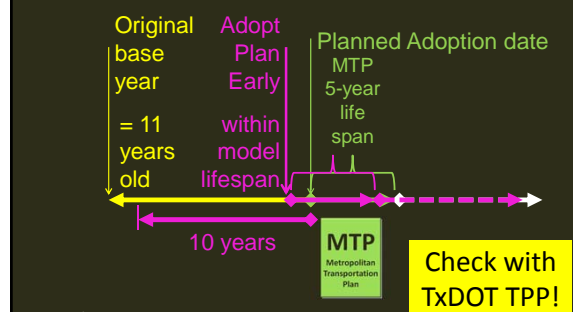 Original
base
year
= 11
years
old
Adopt
Plan
Early
within
model
lifespan
Planned Adoption date
MTP
5-year
life
span
10 years
MTP
Metropolitan
Transportation
Plan
Check with
TxDOT TPP!